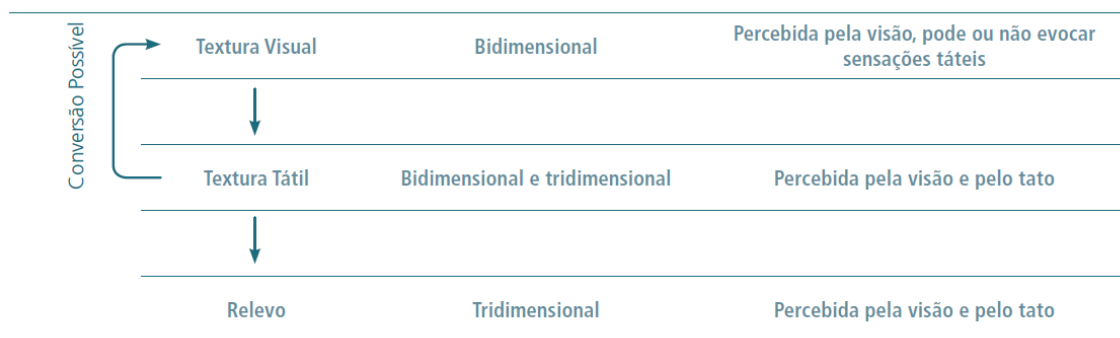 Conversão Possível
Textura Visual
Bidimensional
Percebida pela visão, pode ou não evocar
sensações táteis
Textura Tátil
Bidimensional e tridimensional
Percebida pela visão e pelo tato
Relevo
Tridimensional
Percebida pela visão e pelo tato